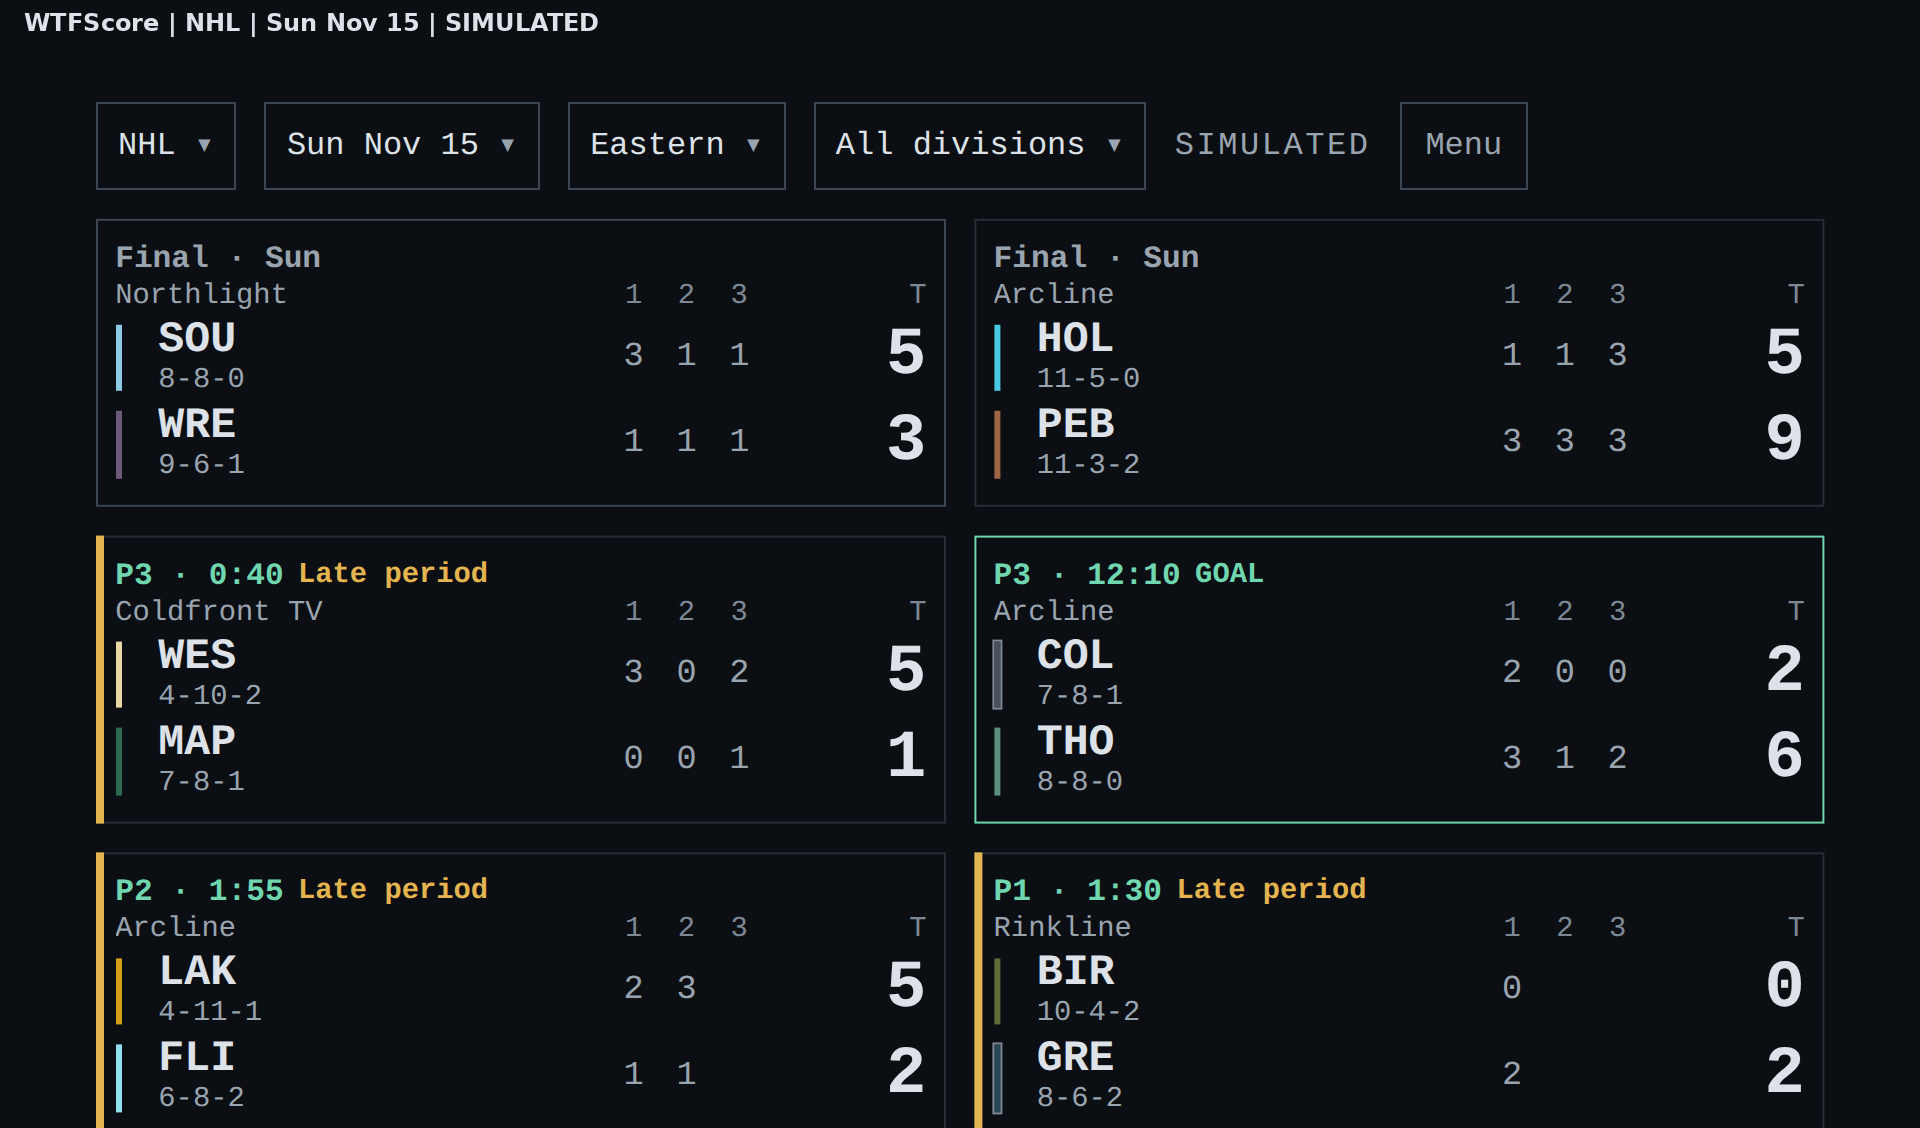 WTFScore | NHL | Sun Nov 15 | SIMULATED
NHL ▼ Sun Nov 15 ▼ Eastern ▼ All divisions ▼ SIMULATED Menu
Final · Sun
Northlight 1 2 3 T
SOU 3 1 1 5
8-8-0
WRE 1 1 1 3
9-6-1
Final · Sun
Arcline 1 2 3 T
HOL 1 1 3 5
11-5-0
PEB 3 3 3 9
11-3-2
P3 · 0:40 Late period
Coldfront TV 1 2 3 T
WES 3 0 2 5
4-10-2
MAP 0 0 1 1
7-8-1
P3 · 12:10 GOAL
Arcline 1 2 3 T
COL 2 0 0 2
7-8-1
THO 3 1 2 6
8-8-0
P2 · 1:55 Late period
Arcline 1 2 3 T
LAK 2 3 5
4-11-1
FLI 1 1 2
6-8-2
P1 · 1:30 Late period
Rinkline 1 2 3 T
BIR 0 0
10-4-2
GRE 2 2
8-6-2